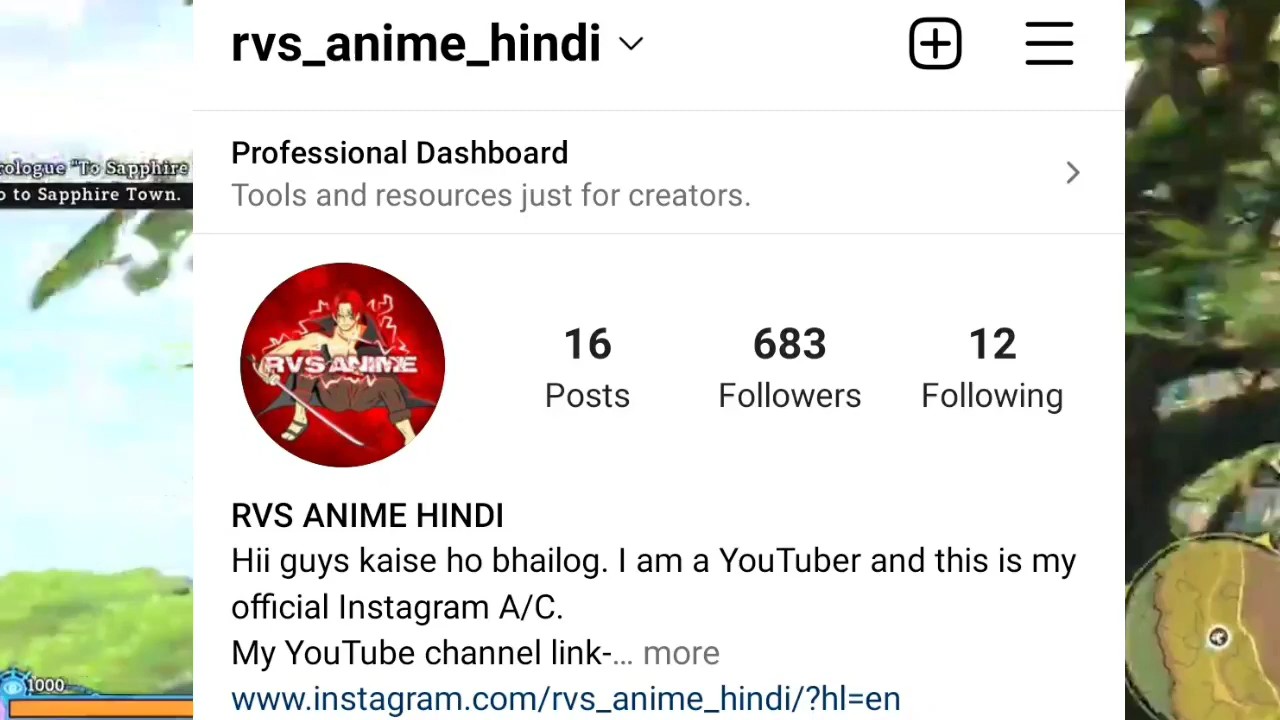 rvs_anime_hindi
Professional Dashboard
Tools and resources just for creators.
RVS ANIME
16
Posts
683
Followers
12
Following
RVS ANIME HINDI
Hii guys kaise ho bhailog. I am a YouTuber and this is my
official Instagram A/C.
My YouTube channel link-... more
www.instagram.com/rvs_anime_hindi/?hl=en
"To Sapphire
to Sapphire Town.
1000